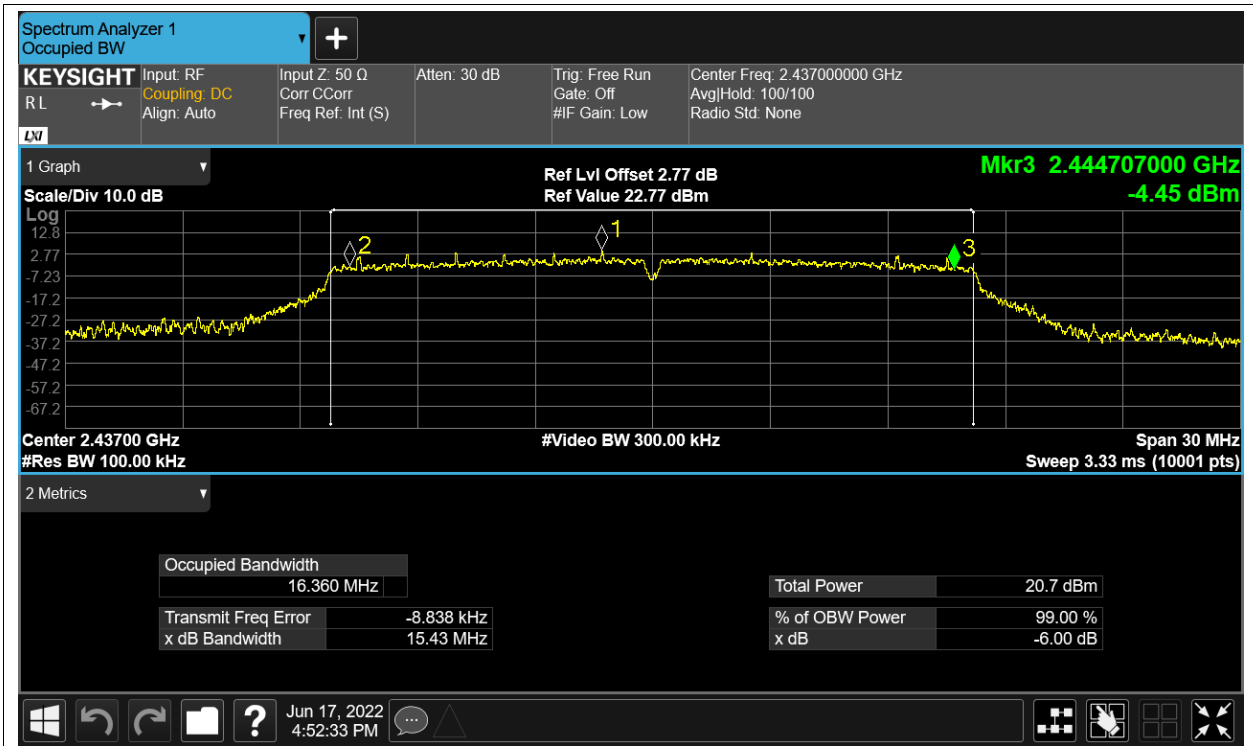 Spectrum Analyzer 1
Occupied BW
KEYSIGHT
R L
LXI
Input: RF
Coupling: DC
Align: Auto
Input Z: 50 Ω
Corr CCorr
Freq Ref: Int (S)
Atten: 30 dB
Trig: Free Run
Gate: Off
#IF Gain: Low
Center Freq: 2.437000000 GHz
Avg|Hold: 100/100
Radio Std: None
1 Graph
Scale/Div 10.0 dB
Ref Lvl Offset 2.77 dB
Ref Value 22.77 dBm
Mkr3 2.444707000 GHz
-4.45 dBm
Log
12.8
2.77
-7.23
-17.2
-27.2
-37.2
-47.2
-57.2
-67.2
2
1
3
Center 2.43700 GHz
#Video BW 300.00 kHz
Span 30 MHz
#Res BW 100.00 kHz
Sweep 3.33 ms (10001 pts)
2 Metrics
Occupied Bandwidth
16.360 MHz
Total Power 20.7 dBm
Transmit Freq Error -8.838 kHz
% of OBW Power 99.00 %
x dB Bandwidth 15.43 MHz
x dB -6.00 dB
?
Jun 17, 2022
4:52:33 PM